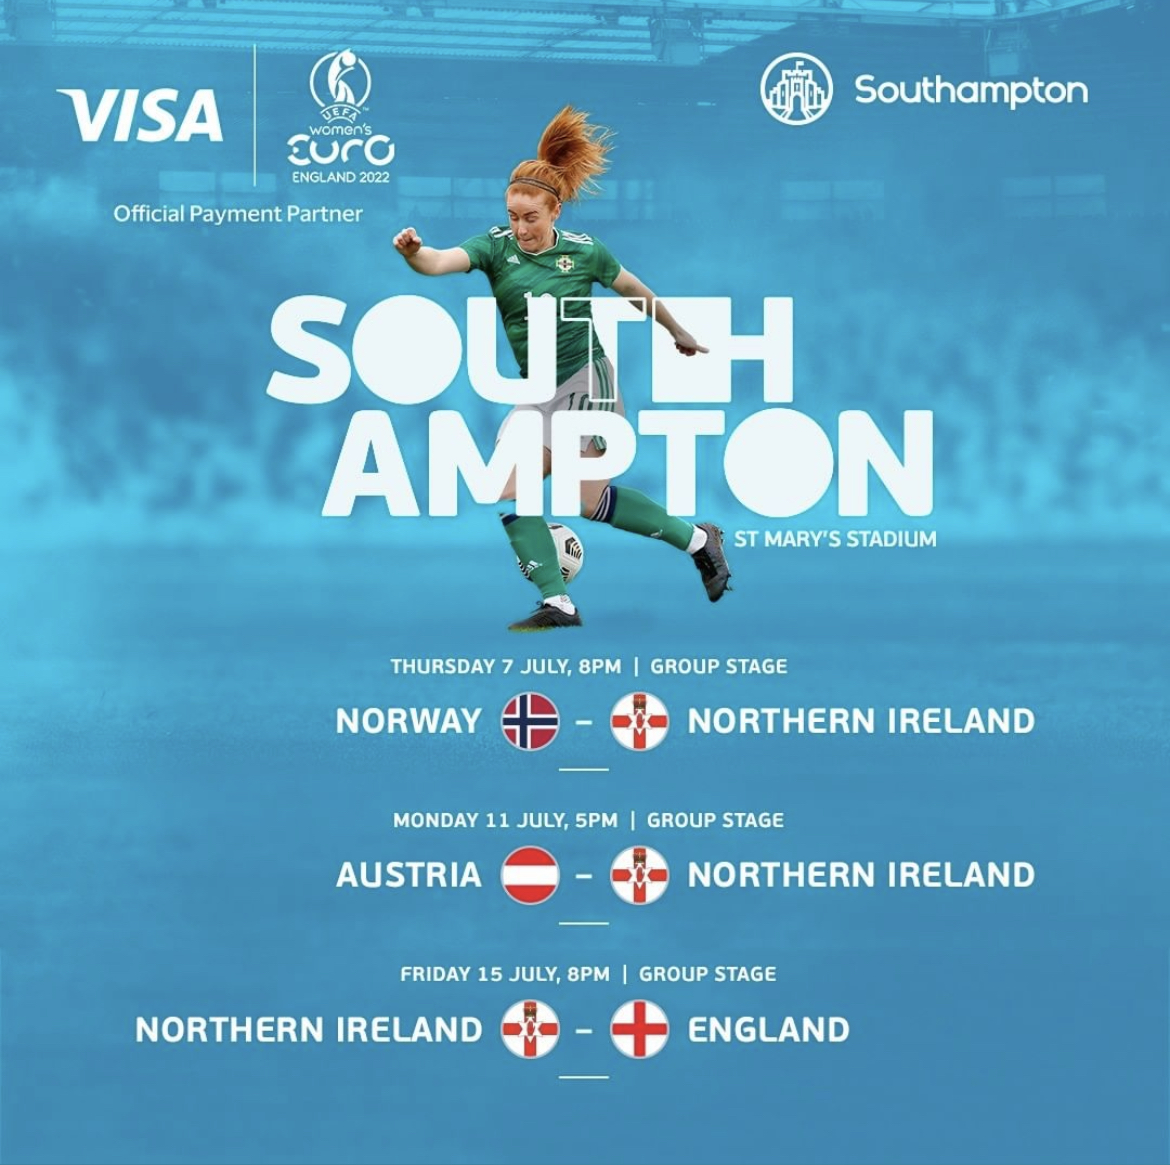 VISA
UEFA
women's
EURO
ENGLAND 2022
Official Payment Partner
Southampton
SOUTH
AMPTON
10
ST MARY'S STADIUM
THURSDAY 7 JULY, 8PM | GROUP STAGE
NORWAY – NORTHERN IRELAND
MONDAY 11 JULY, 5PM | GROUP STAGE
AUSTRIA – NORTHERN IRELAND
FRIDAY 15 JULY, 8PM | GROUP STAGE
NORTHERN IRELAND – ENGLAND